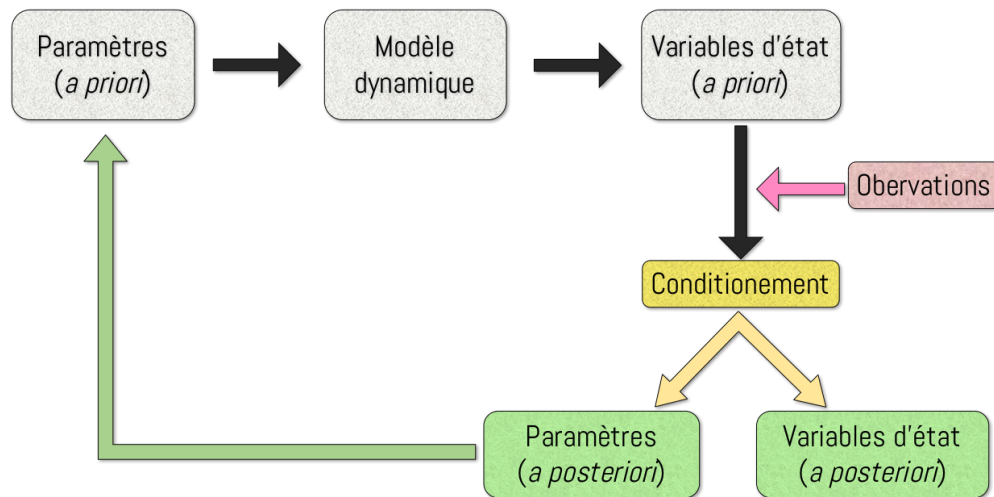 Paramètres
(a priori)
Modèle
dynamique
Variables d'état
(a priori)
Obervations
Conditionement
Paramètres
(a posteriori)
Variables d'état
(a posteriori)